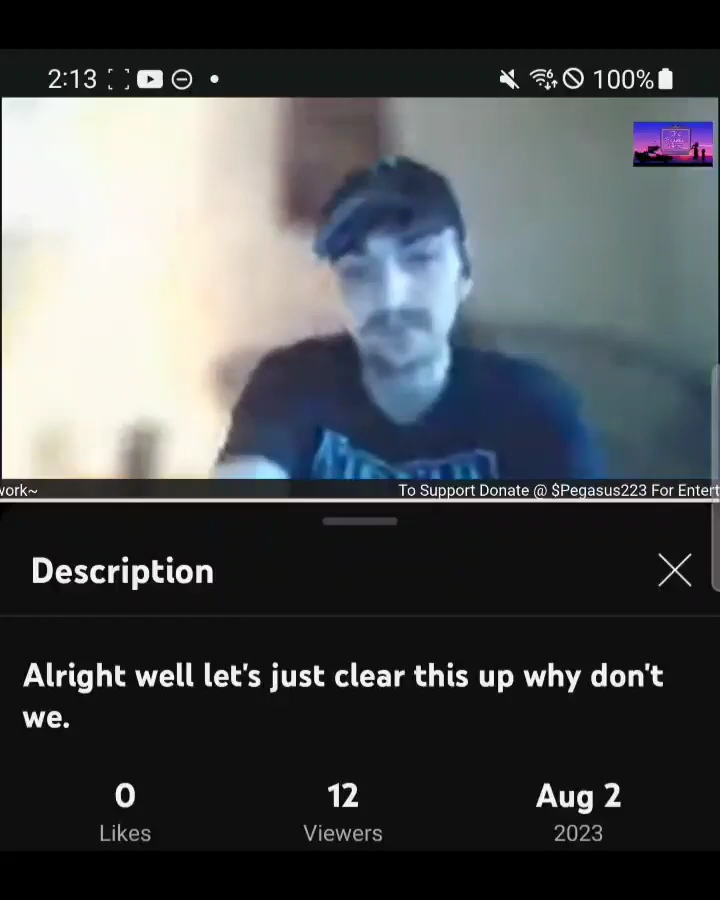 2:13
100%
work~
To Support Donate @ $Pegasus223 For Entert
Description
Alright well let's just clear this up why don't
we.
0
12
Aug 2
Likes
Viewers
2023